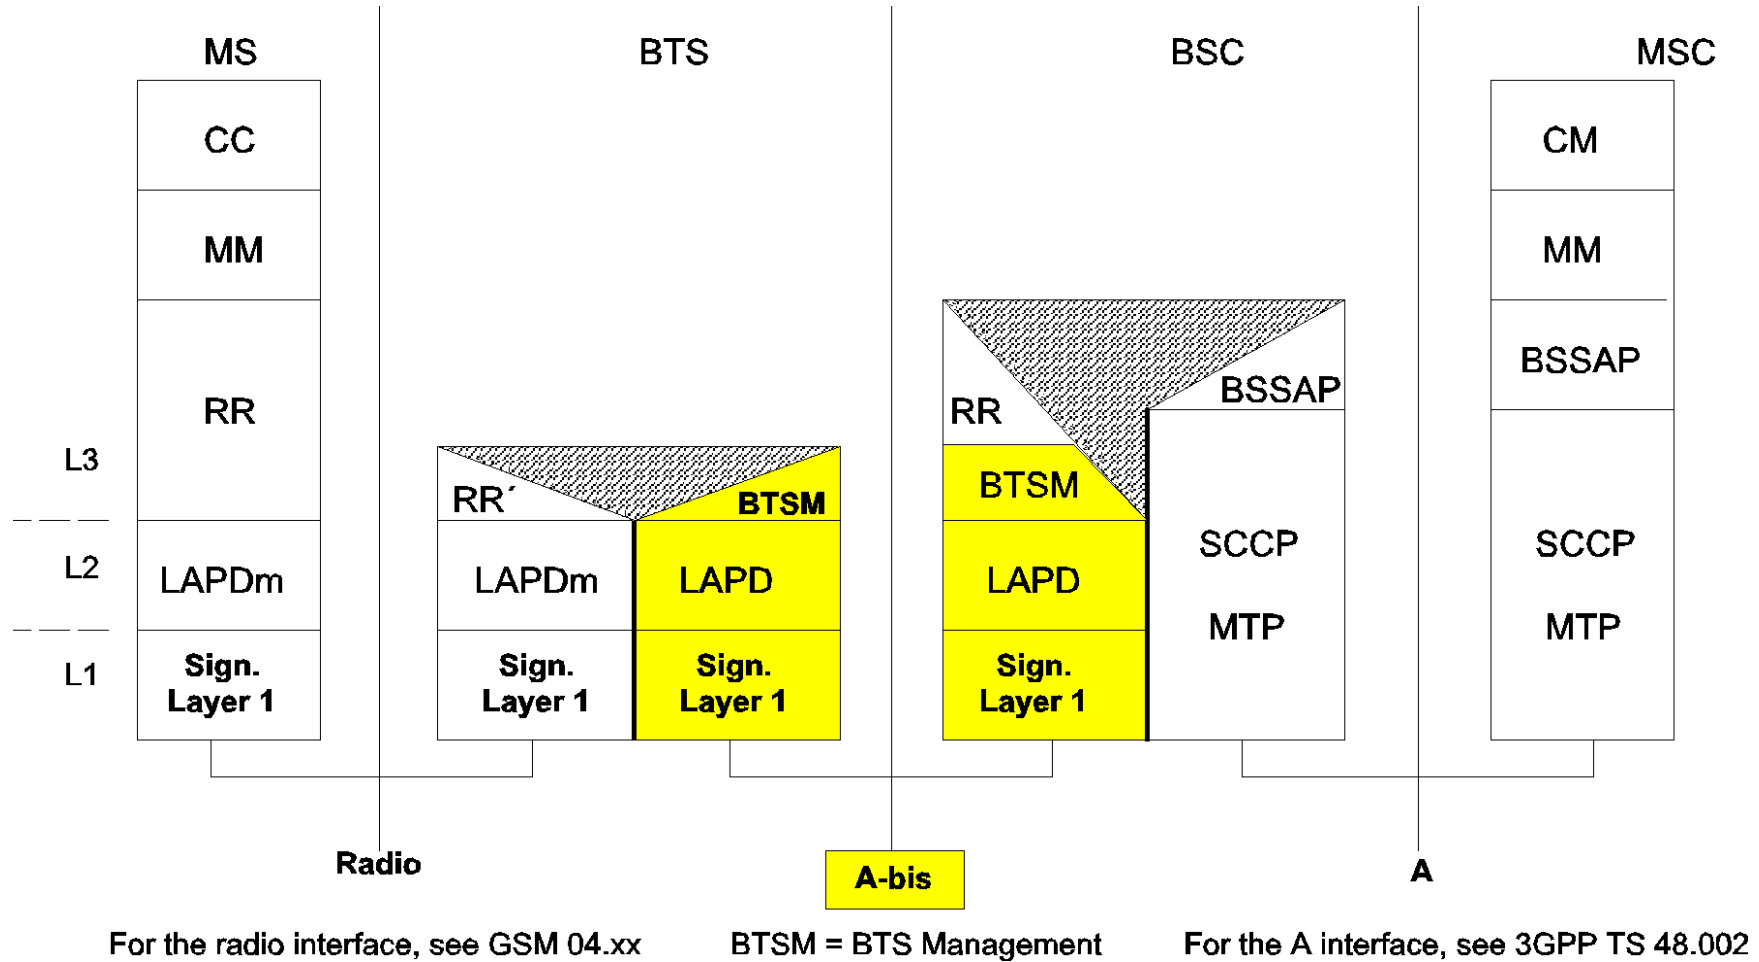 MS
BTS
BSC
MSC
CC
CM
MM
MM
BSSAP
BSSAP
RR
RR
L3
BTSM
RR´
BTSM
SCCP
SCCP
L2
LAPDm
LAPDm
LAPD
LAPD
MTP
MTP
L1
Sign.
Layer 1
Sign.
Layer 1
Sign.
Layer 1
Sign.
Layer 1
Radio
A-bis
A
For the radio interface, see GSM 04.xx
BTSM = BTS Management
For the A interface, see 3GPP TS 48.002